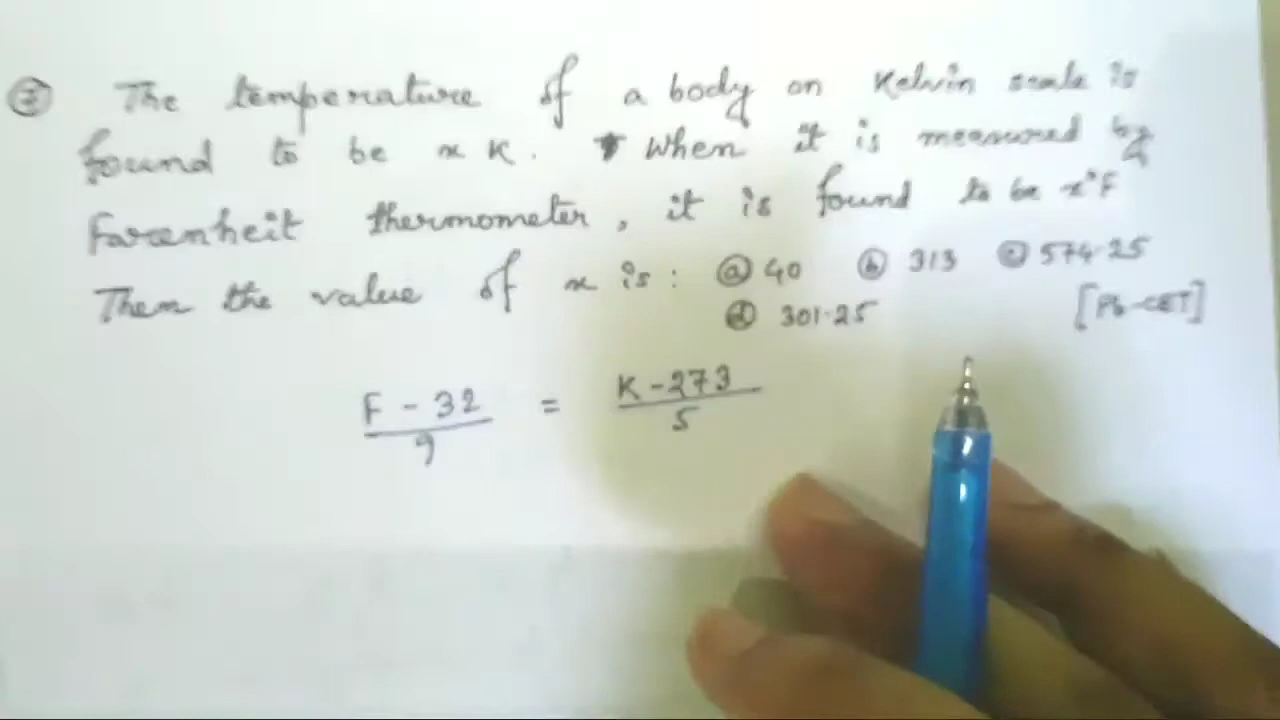 ③ The temperature of a body on Kelvin scale is
found to be x K. When it is measured by
Farenheit thermometer, it is found to be x°F
Then the value of x is: ⓐ 40 ⓑ 313 ⓒ 574.25
ⓓ 301.25 [Pb-CET]
F - 32 / 9 = K - 273 / 5